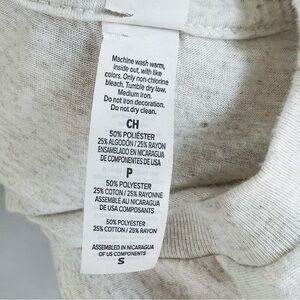 Machine wash warm,
inside out, with like
colors. Only non-chlorine
bleach. Tumble dry low.
Medium iron.
Do not iron decoration.
Do not dry clean.
CH
50% POLIÉSTER
25% ALGODÓN / 25% RAYON
ENSAMBLADO EN NICARAGUA
DE COMPONENTES DE USA
P
50% POLYESTER
25% COTON / 25% RAYONNE
ASSEMBLÉ AU NICARAGUA
DE USA COMPOSANTS
50% POLYESTER
25% COTTON / 25% RAYON
ASSEMBLED IN NICARAGUA
OF US COMPONENTS
S